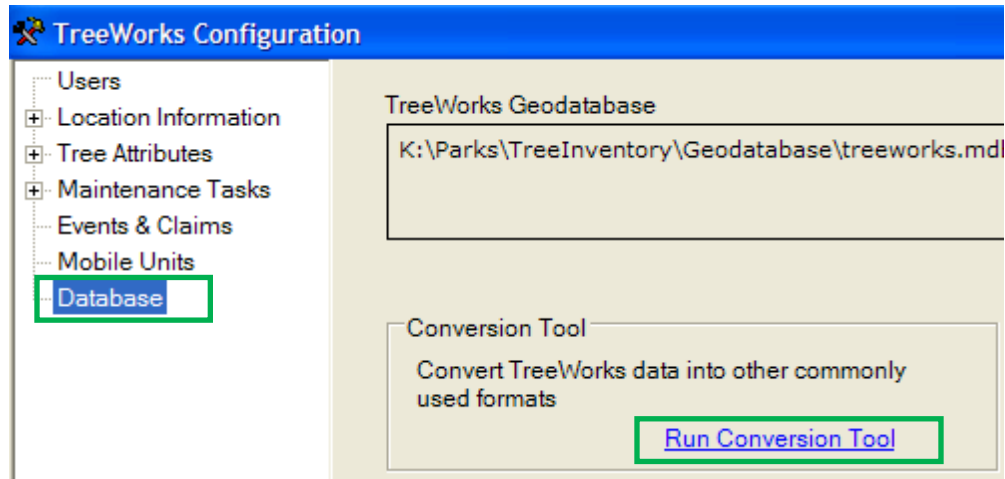 TreeWorks Configuration
Users
Location Information
Tree Attributes
Maintenance Tasks
Events & Claims
Mobile Units
Database
TreeWorks Geodatabase
K:\Parks\TreeInventory\Geodatabase\treeworks.md
Conversion Tool
Convert TreeWorks data into other commonly
used formats
Run Conversion Tool